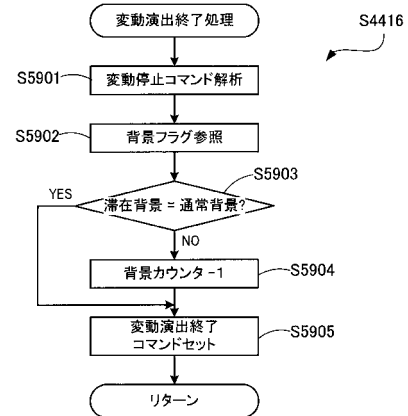 変動演出終了処理
S4416
S5901
変動停止コマンド解析
S5902
背景フラグ参照
S5903
YES
滞在背景 = 通常背景?
NO
背景カウンタ -1
S5904
変動演出終了
コマンドセット
S5905
リターン